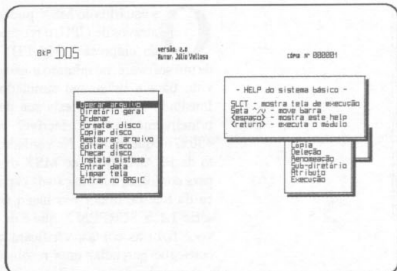 BKP DOS
versão: 2.0
Autor: Júlio Velloso
cópia nº 000001
Operar arquivo
Diretório geral
Ordenar
Formatar disco
Copiar disco
Restaurar arquivo
Editar disco
Checar disco
Instala sistema
Entrar data
Limpar tela
Entrar no BASIC
- HELP do sistema básico -
SLCT - mostra tela de execução
Seta ^/v - move barra
<espaço> - mostra este help
<return> - executa o módulo
Cópia
Deleção
Renomeação
Sub-diretório
Atributo
Execução